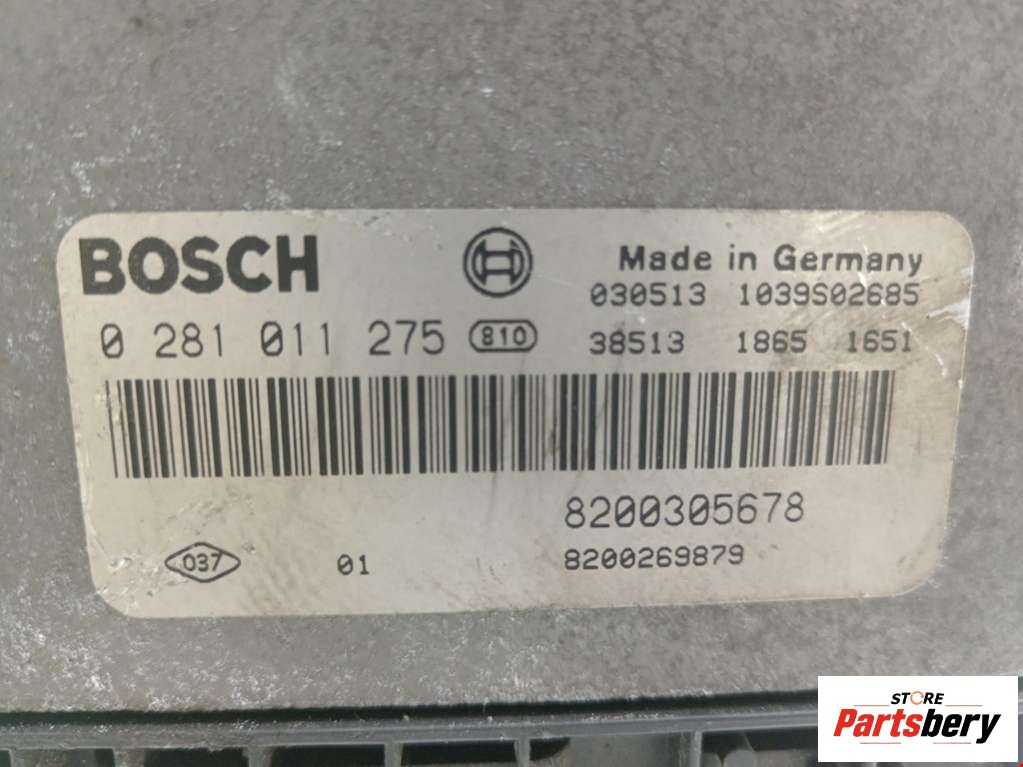 BOSCH
Made in Germany
030513 1039S02685
0 281 011 275 810
38513 1865 1651
8200305678
037 01
8200269879
STORE
Partsbery